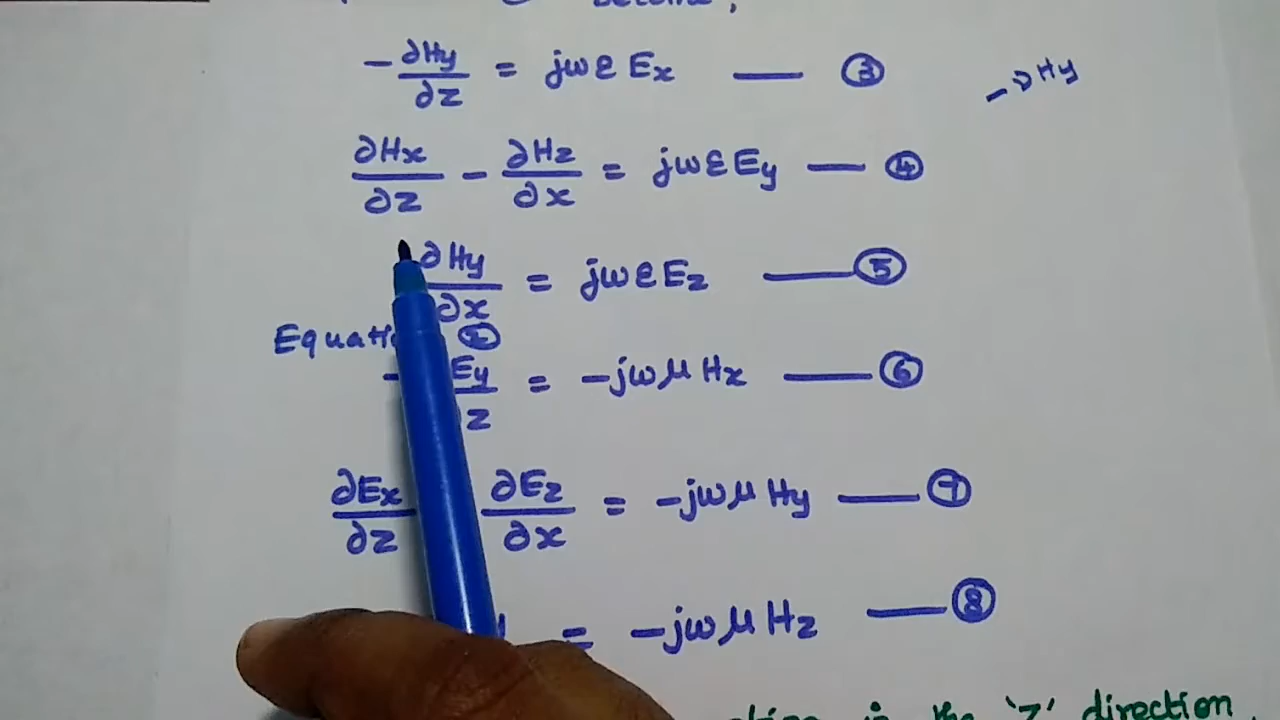 -∂Hy/∂z = jωε Ex — ③
-∂Hy
∂Hx/∂z - ∂Hz/∂x = jωε Ey — ④
∂Hy/∂x = jωε Ez — ⑤
Ey/z = -jωμ Hx — ⑥
∂Ex/∂z ∂Ez/∂x = -jωμ Hy — ⑦
= -jωμ Hz — ⑧
in the 'z' direction